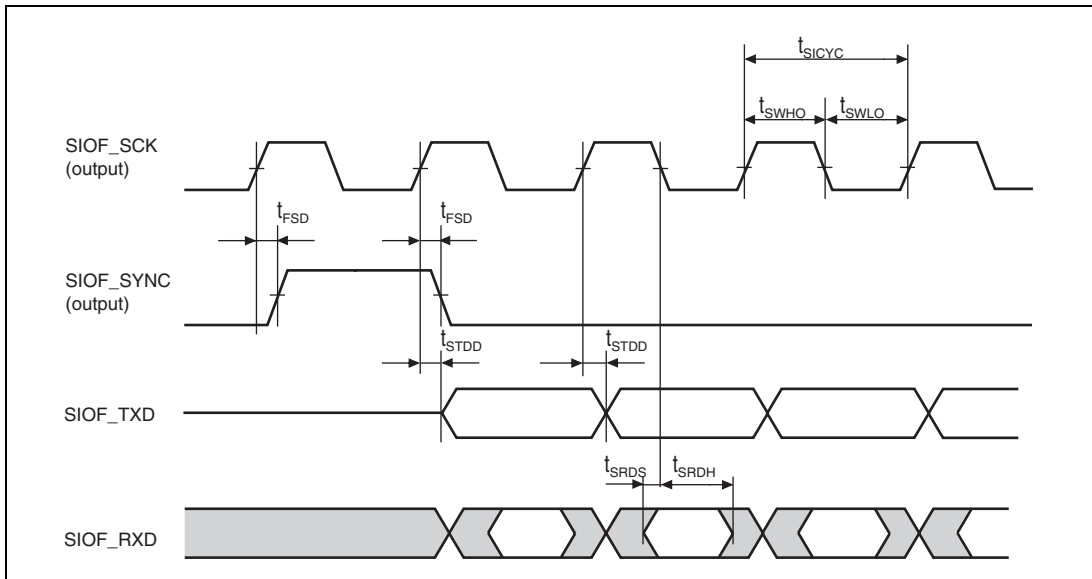 tSICYC
tSWHO tSWLO
SIOF_SCK
(output)
tFSD tFSD
SIOF_SYNC
(output)
tSTDD tSTDD
SIOF_TXD
tSRDS tSRDH
SIOF_RXD